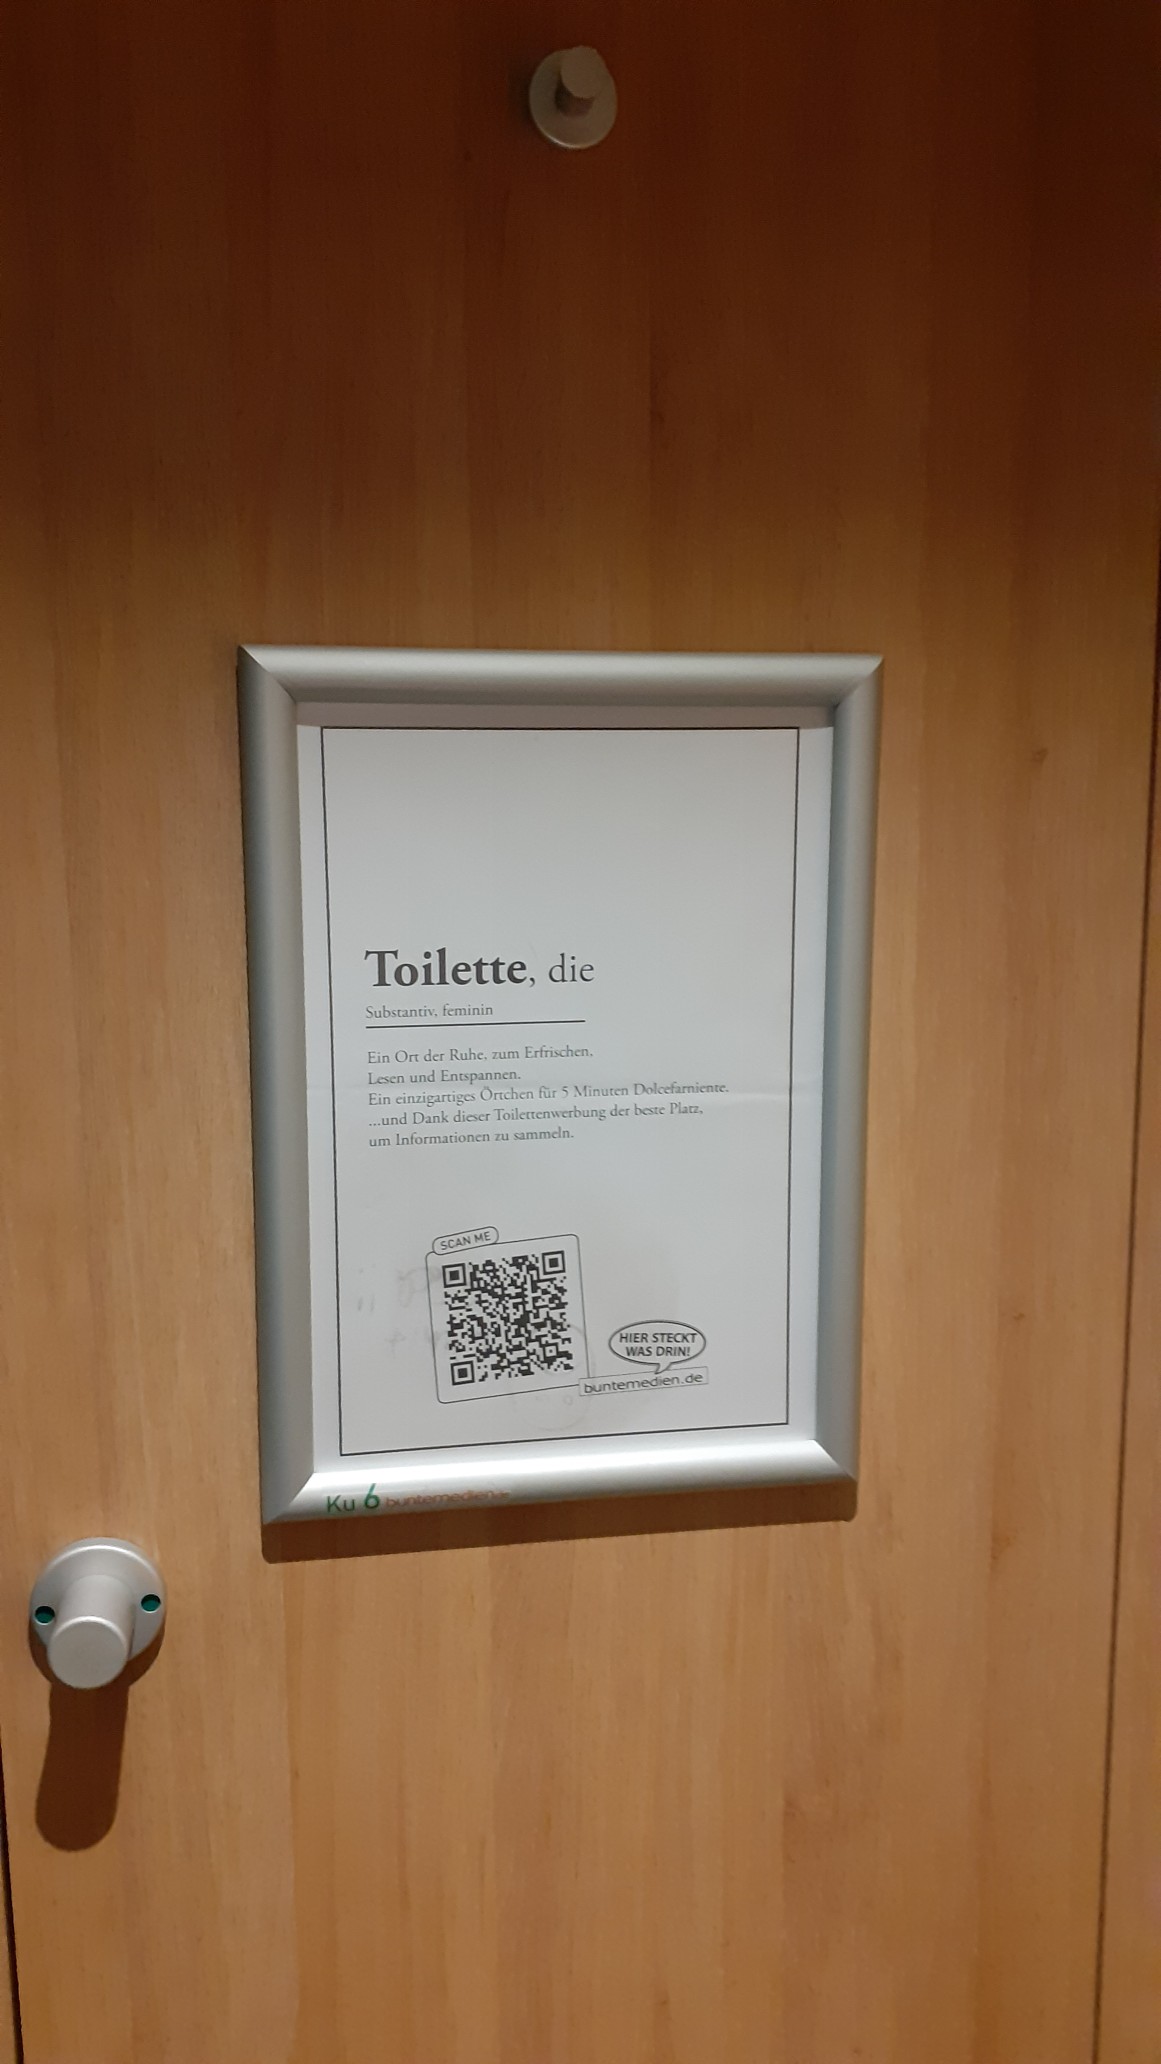 Toilette, die
Substantiv, feminin
Ein Ort der Ruhe, zum Erfrischen,
Lesen und Entspannen.
Ein einzigartiges Örtchen für 5 Minuten Dolcefarniente.
...und Dank dieser Toilettenwerbung der beste Platz,
um Informationen zu sammeln.
SCAN ME
HIER STECKT
WAS DRIN!
buntemedien.de
Ku 6 buntemedien.de